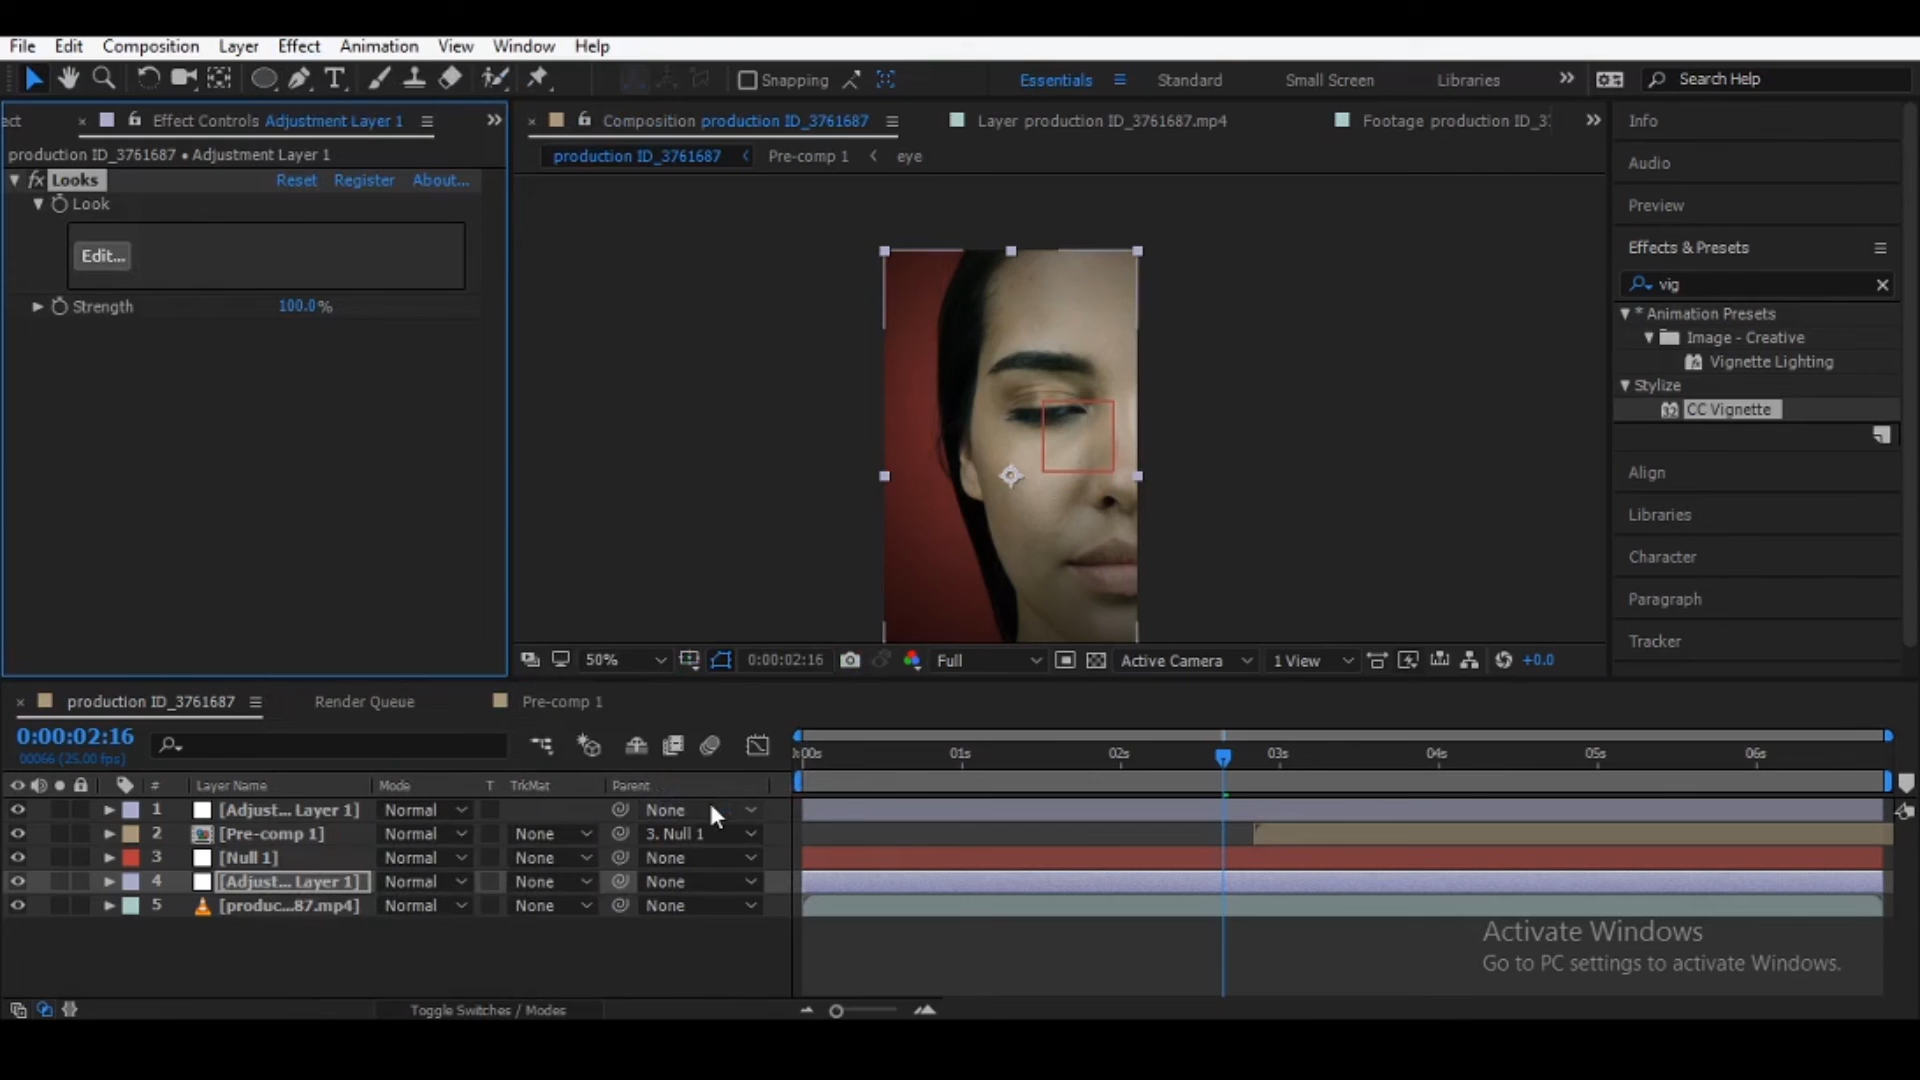 File Edit Composition Layer Effect Animation View Window Help
T Snapping Essentials Standard Small Screen Libraries Search Help
ect Effect Controls Adjustment Layer 1
Composition production ID_3761687 Layer production ID_3761687.mp4 Footage production ID_3
production ID_3761687 • Adjustment Layer 1
production ID_3761687 Pre-comp 1 eye
fx Looks Reset Register About...
Look
Edit...
Strength 100.0%
Info
Audio
Preview
Effects & Presets
vig
* Animation Presets
Image - Creative
Vignette Lighting
Stylize
32 CC Vignette
Align
Libraries
Character
Paragraph
Tracker
50% 0:00:02:16 Full Active Camera 1 View +0.0
production ID_3761687 Render Queue Pre-comp 1
0:00:02:16
00066 (25.00 fps)
:00s 01s 02s 03s 04s 05s 06s
# Layer Name Mode T TrkMat Parent
1 [Adjust... Layer 1] Normal None
2 [Pre-comp 1] Normal None 3. Null 1
3 [Null 1] Normal None None
4 [Adjust... Layer 1] Normal None None
5 [produc...87.mp4] Normal None None
Activate Windows
Go to PC settings to activate Windows.
Toggle Switches / Modes